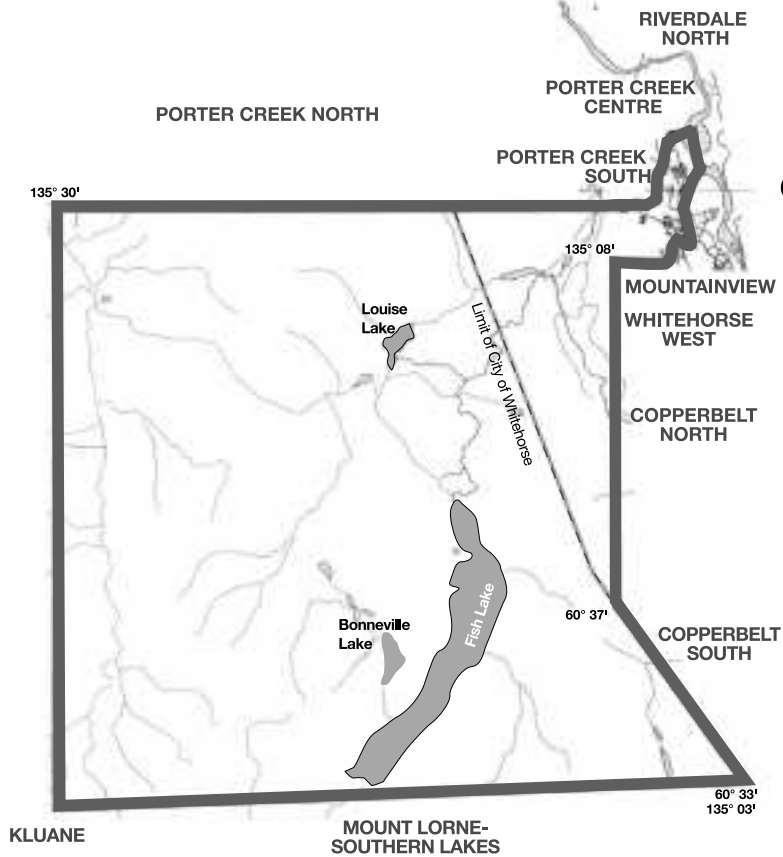 RIVERDALE
NORTH
PORTER CREEK
CENTRE
PORTER CREEK NORTH
PORTER CREEK
SOUTH
135° 30'
135° 08'
MOUNTAINVIEW
Louise
Lake
WHITEHORSE
WEST
Limit of City of Whitehorse
COPPERBELT
NORTH
Fish Lake
60° 37'
Bonneville
Lake
COPPERBELT
SOUTH
60° 33'
135° 03'
KLUANE
MOUNT LORNE-
SOUTHERN LAKES